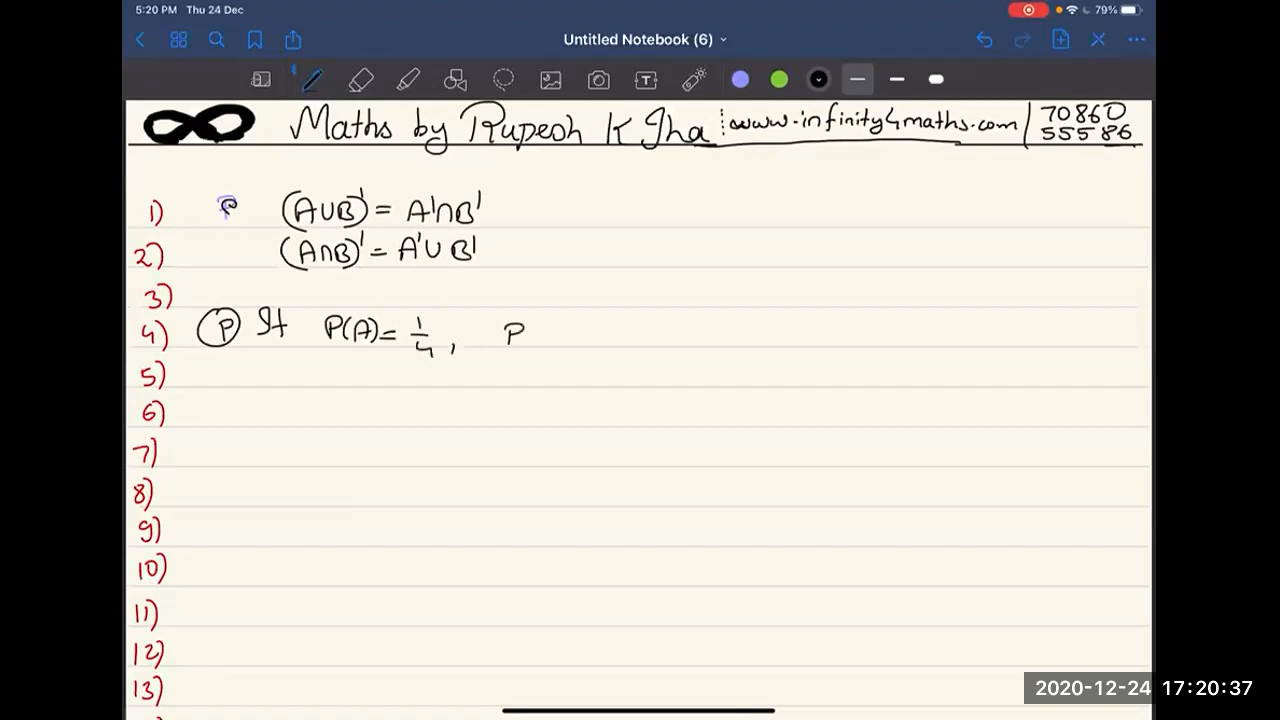 5:20 PM Thu 24 Dec
79%
Untitled Notebook (6)
Maths by Rupesh K Jha www.infinity4maths.com 70860
55586
1) P (A∪B)' = A'∩B'
2) (A∩B)' = A'∪B'
3)
4) P If P(A) = 1/4, P
5)
6)
7)
8)
9)
10)
11)
12)
13)
2020-12-24 17:20:37